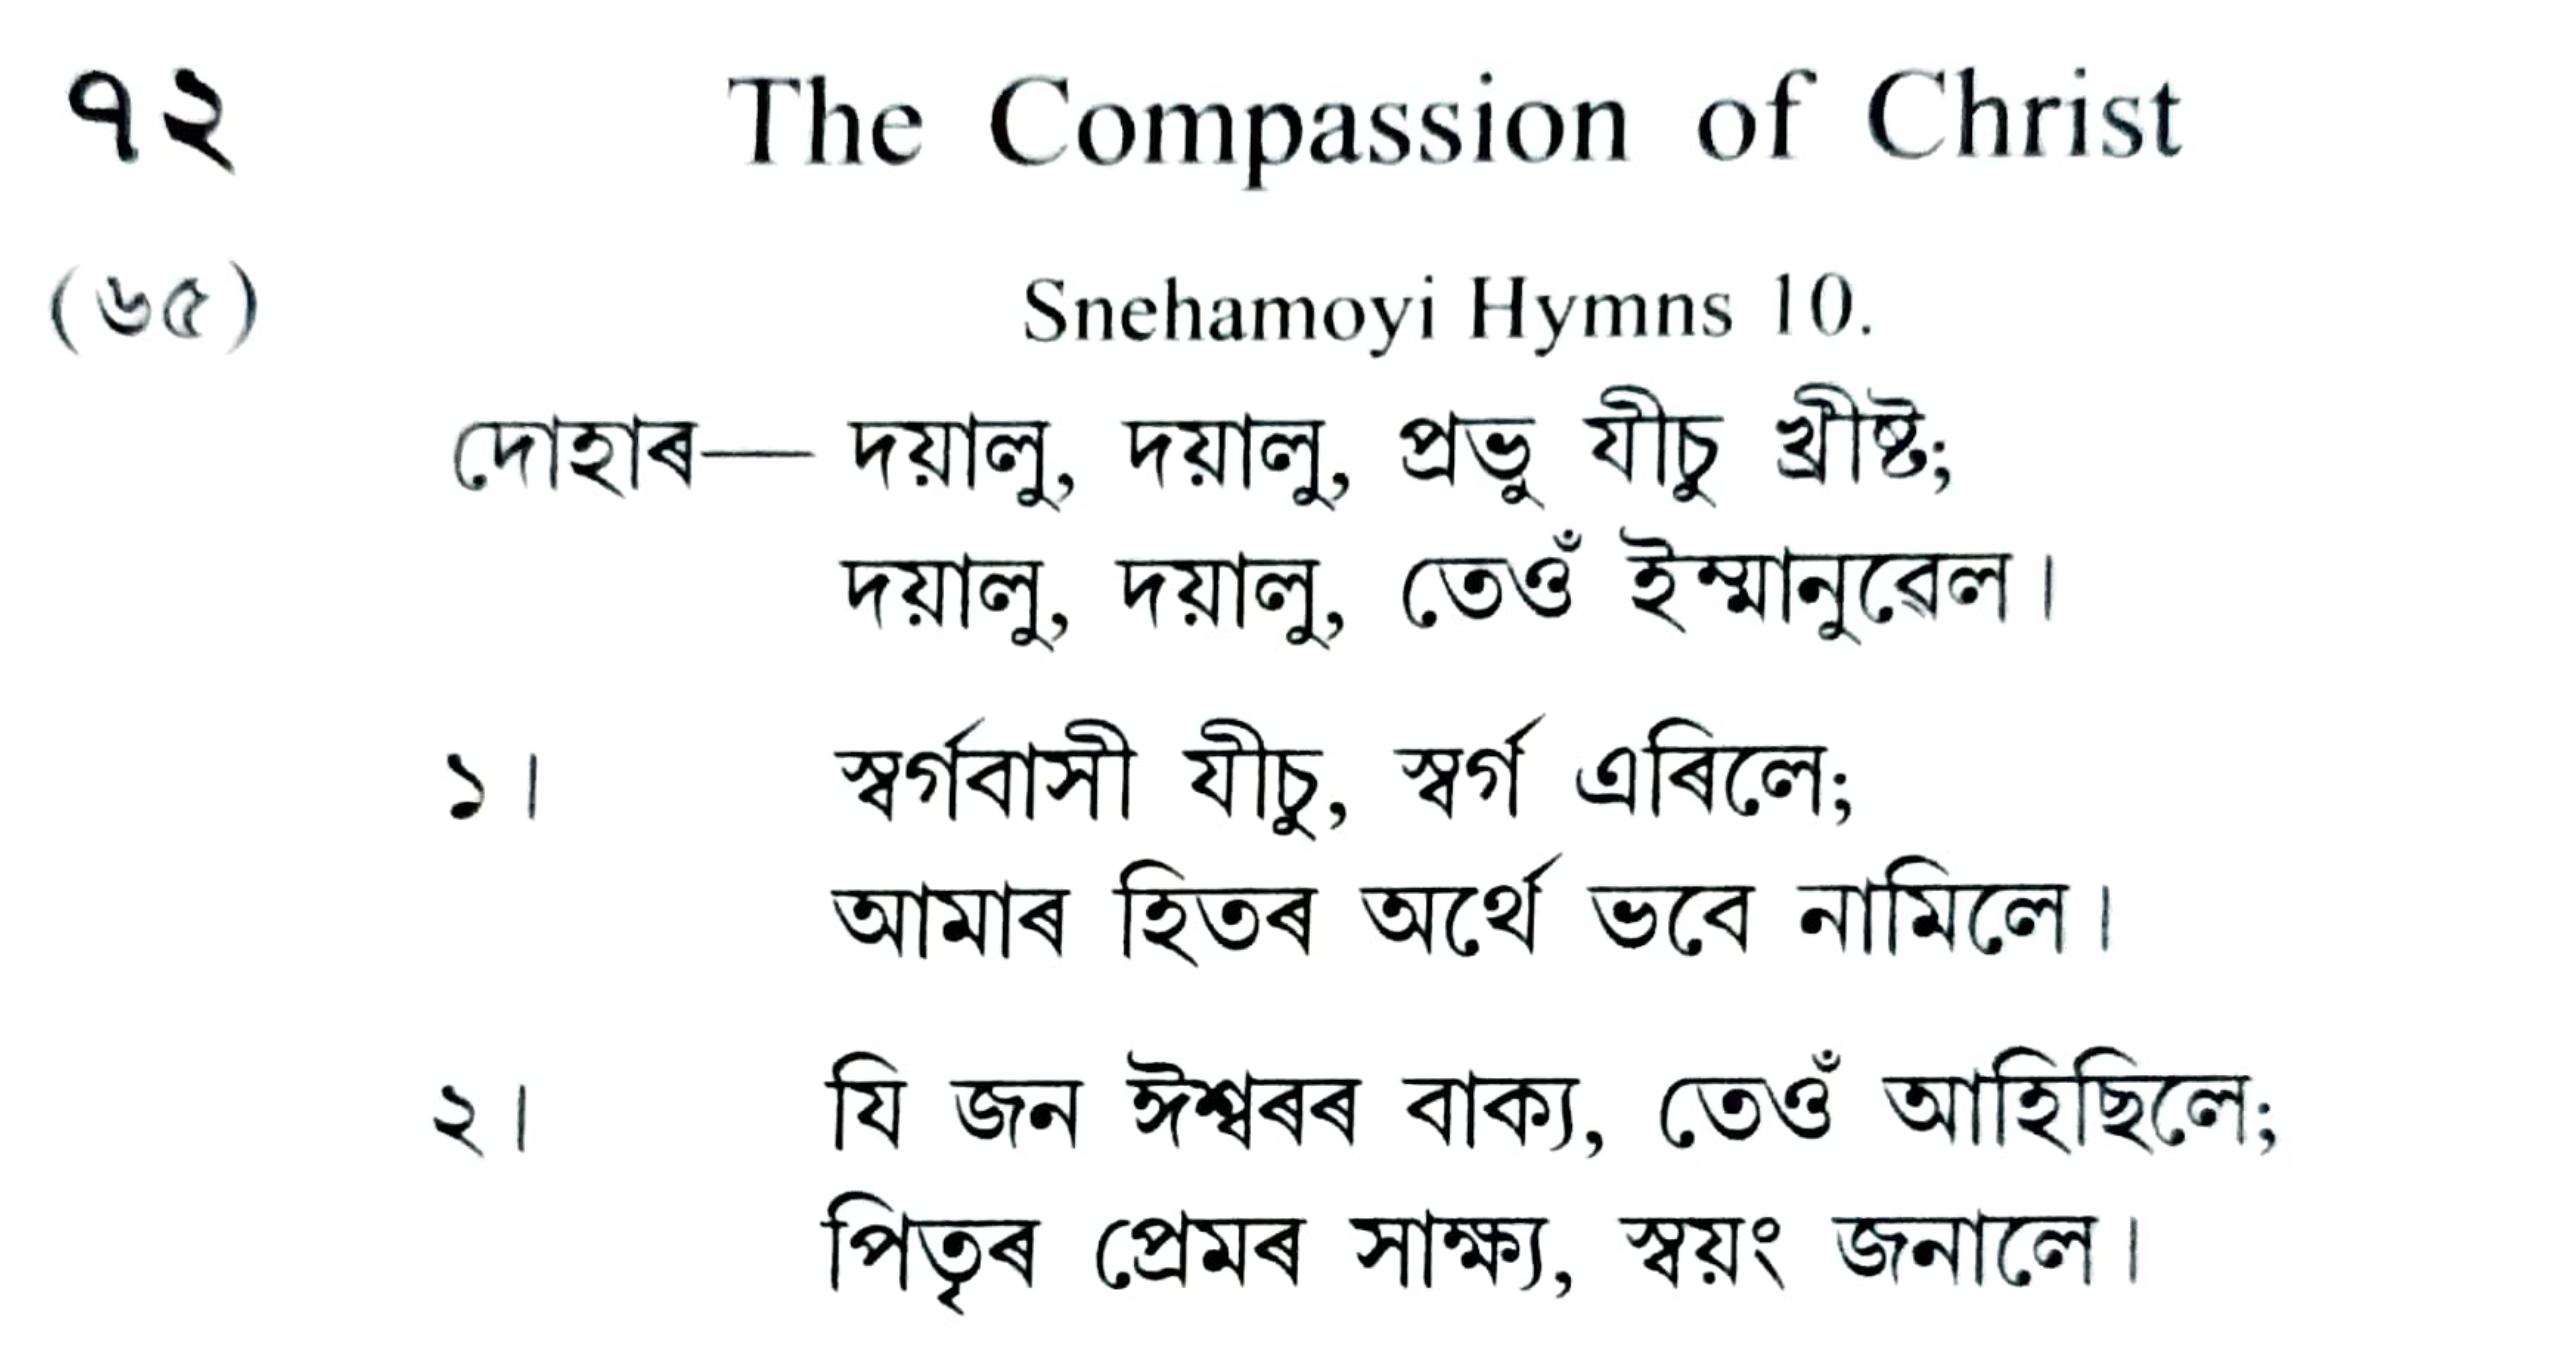 ৭২ The Compassion of Christ
(৬৫) Snehamoyi Hymns 10.
দোহাৰ— দয়ালু, দয়ালু, প্ৰভু যীচু খ্ৰীষ্ট;
দয়ালু, দয়ালু, তেওঁ ইম্মানুৱেল।
১। স্বৰ্গবাসী যীচু, স্বৰ্গ এৰিলে;
আমাৰ হিতৰ অৰ্থে ভবে নামিলে।
২। যি জন ঈশ্বৰৰ বাক্য, তেওঁ আহিছিলে;
পিতৃৰ প্ৰেমৰ সাক্ষ্য, স্বয়ং জনালে।